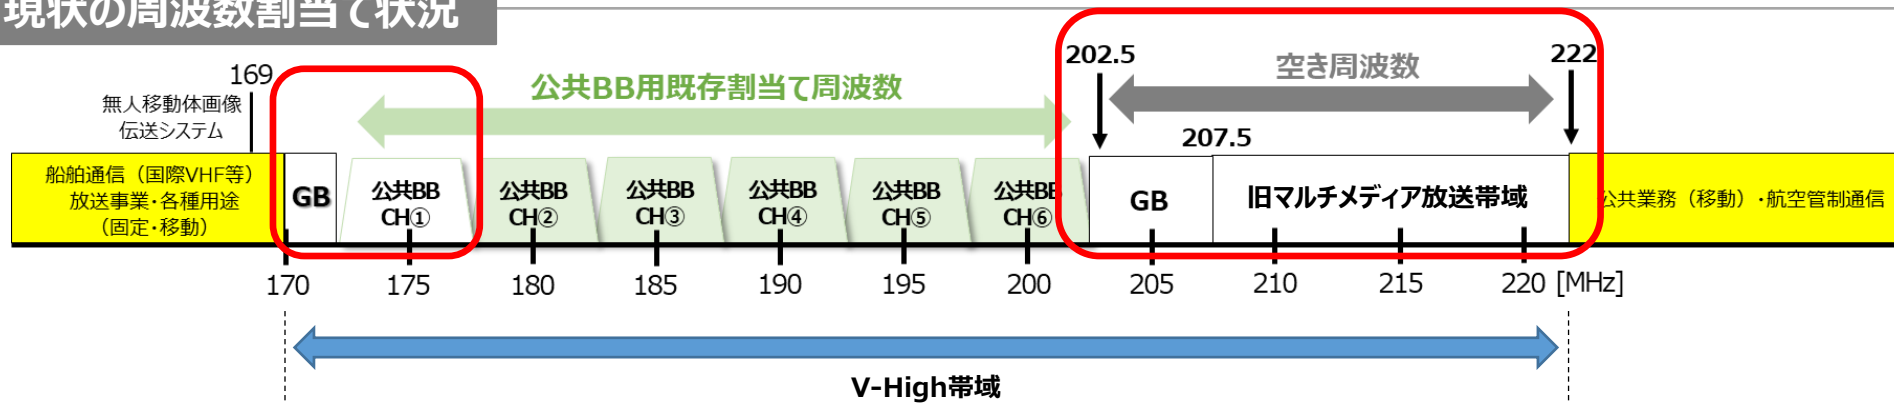 現状の周波数割当て状況
169
無人移動体画像
伝送システム
公共BB用既存割当て周波数
202.5
空き周波数
222
207.5
船舶通信（国際VHF等）
放送事業・各種用途
（固定・移動）
GB
公共BB
CH①
公共BB
CH②
公共BB
CH③
公共BB
CH④
公共BB
CH⑤
公共BB
CH⑥
GB
旧マルチメディア放送帯域
公共業務（移動）・航空管制通信
170
175
180
185
190
195
200
205
210
215
220
[MHz]
V-High帯域